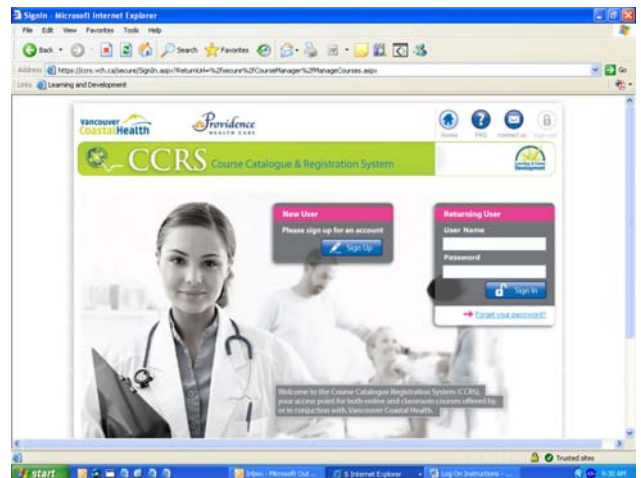 SignIn - Microsoft Internet Explorer
File Edit View Favorites Tools Help
Back Search Favorites
Address https://ccrs.vch.ca/secure/SignIn.aspx?ReturnUrl=%2fsecure%2fCourseManager%2fManageCourses.aspx Go
Links Learning and Development
Vancouver CoastalHealth
Providence
HEALTH CARE
home FAQ contact us sign out
CCRS Course Catalogue & Registration System
Development
New User
Please sign up for an account
Sign Up
Returning User
User Name
Password
Sign In
Forget your password?
Welcome to the Course Catalogue Registration System (CCRS),
your access point for both online and classroom courses offered by
or in conjuction with, Vancouver Coastal Health.
Trusted sites
start Inbox - Microsoft Out... 5 Internet Explorer Log On Instructions - ... 9:30 AM